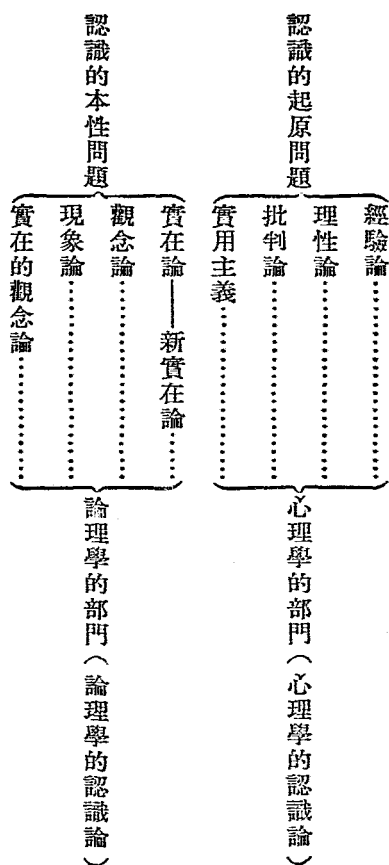 認識的起原問題
經驗論…………
理性論…………
批判論…………
實用主義………
心理學的部門（心理學的認識論）
認識的本性問題
實在論——新實在論……
觀念論…………
現象論…………
實在的觀念論………
論理學的部門（論理學的認識論）